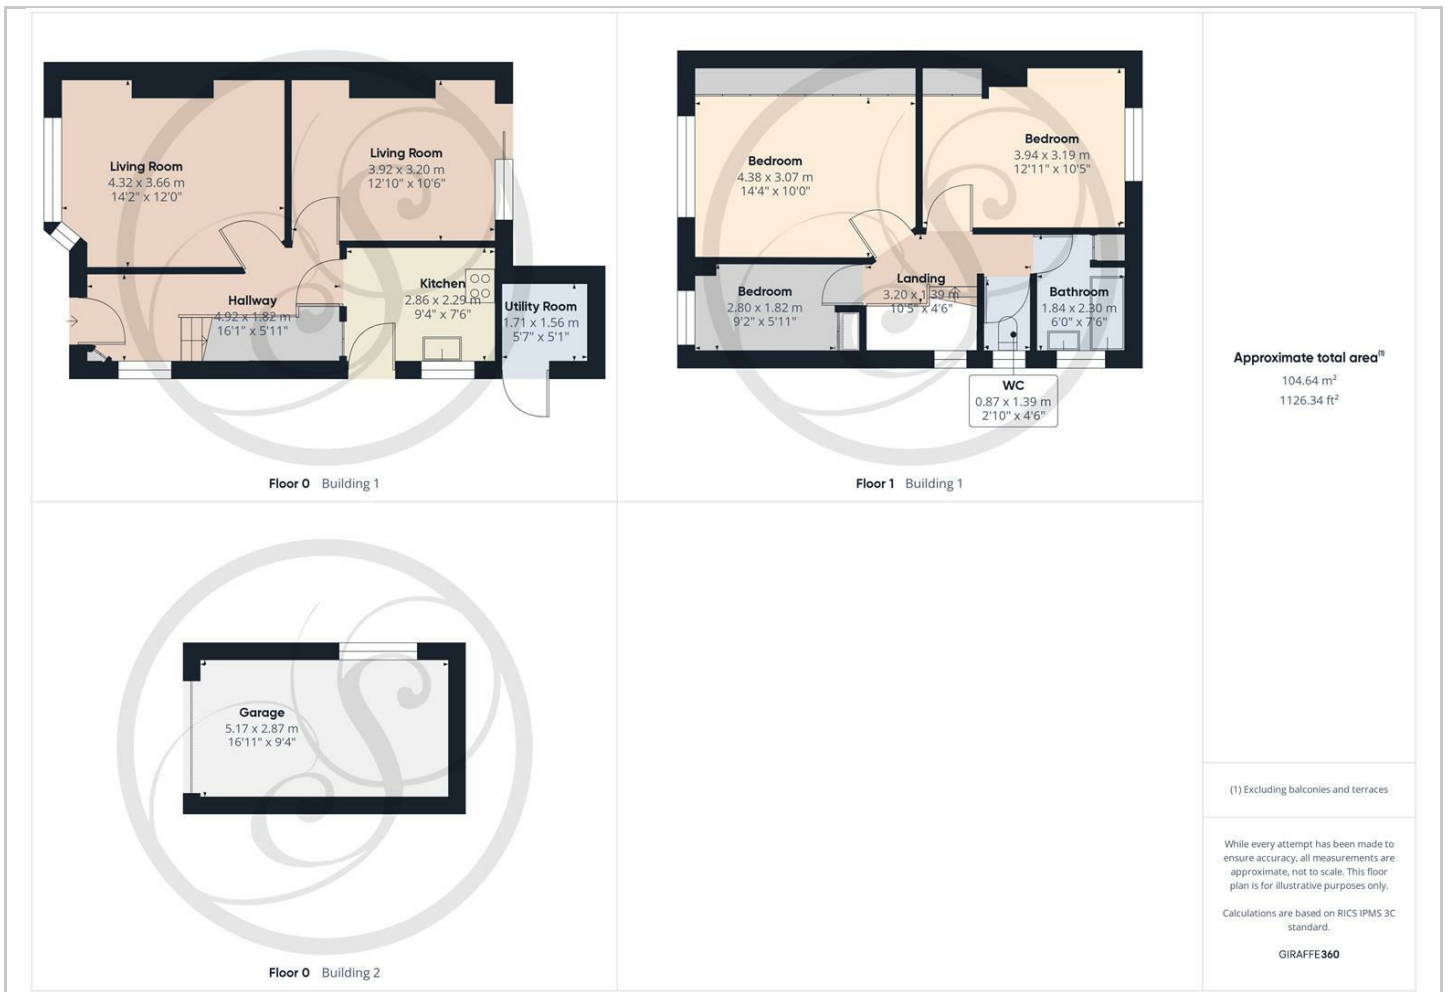 Living Room
4.32 x 3.66 m
14'2" x 12'0"
Living Room
3.92 x 3.20 m
12'10" x 10'6"
Kitchen
2.86 x 2.29 m
9'4" x 7'6"
Hallway
4.92 x 1.82 m
16'1" x 5'11"
Utility Room
1.71 x 1.56 m
5'7" x 5'1"
Floor 0 Building 1
Bedroom
4.38 x 3.07 m
14'4" x 10'0"
Bedroom
3.94 x 3.19 m
12'11" x 10'5"
Bedroom
2.80 x 1.82 m
9'2" x 5'11"
Landing
3.20 x 1.39 m
10'5" x 4'6"
Bathroom
1.84 x 2.30 m
6'0" x 7'6"
WC
0.87 x 1.39 m
2'10" x 4'6"
Floor 1 Building 1
Garage
5.17 x 2.87 m
16'11" x 9'4"
Floor 0 Building 2
Approximate total area(1)
104.64 m²
1126.34 ft²
(1) Excluding balconies and terraces
While every attempt has been made to
ensure accuracy, all measurements are
approximate, not to scale. This floor
plan is for illustrative purposes only.
Calculations are based on RICS IPMS 3C
standard.
GIRAFFE360